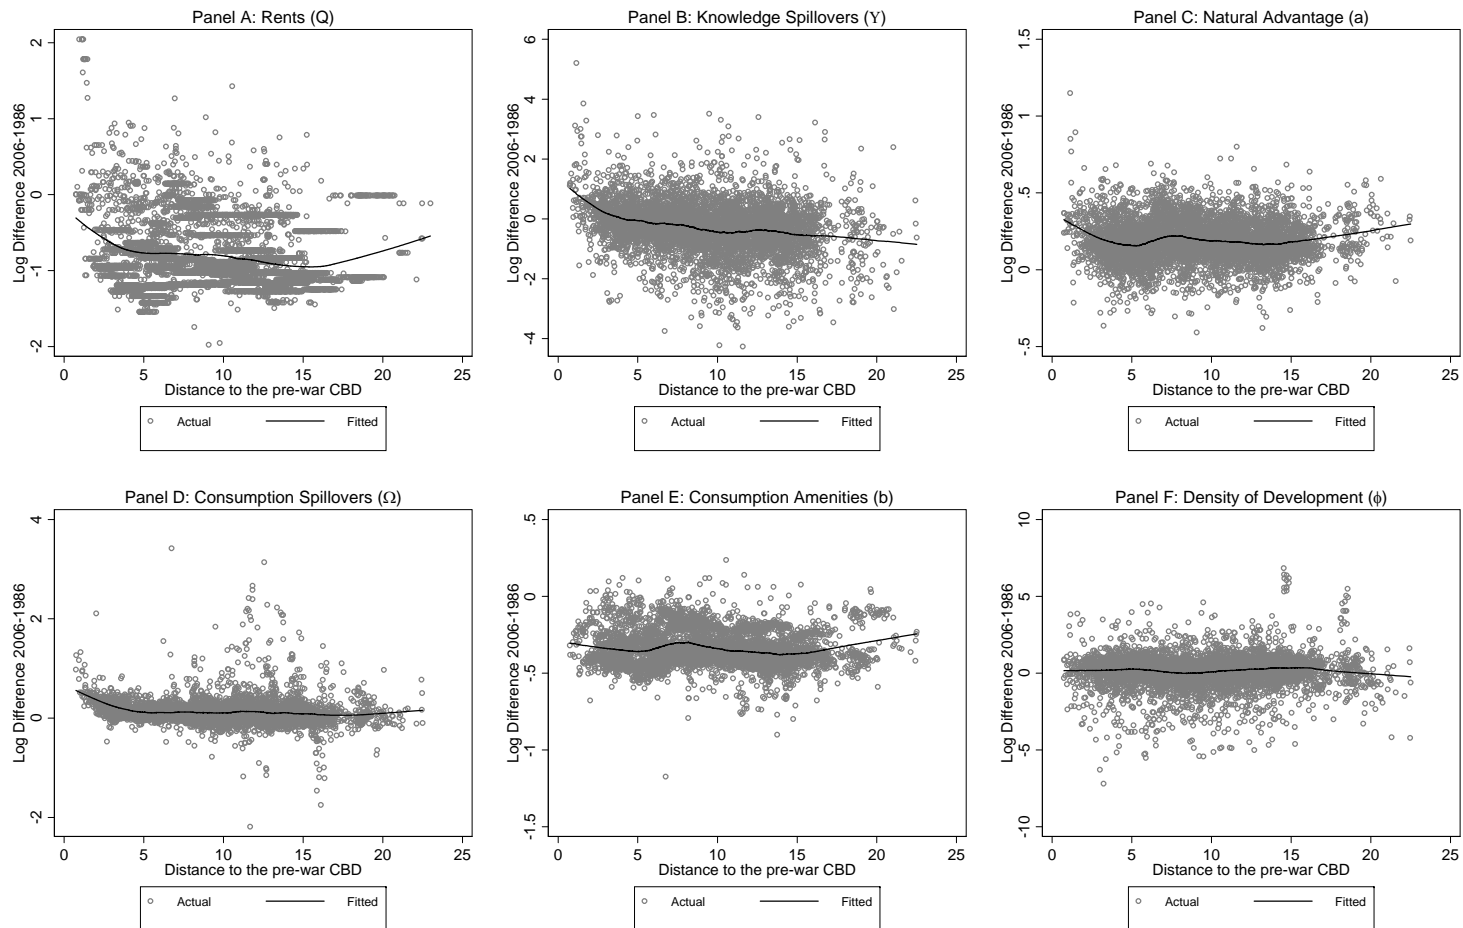 Panel A: Rents (Q)
Log Difference 2006-1986
2
1
0
-1
-2
0 5 10 15 20 25
Distance to the pre-war CBD
Actual Fitted
Panel B: Knowledge Spillovers (Υ)
Log Difference 2006-1986
6
4
2
0
-2
-4
0 5 10 15 20 25
Distance to the pre-war CBD
Actual Fitted
Panel C: Natural Advantage (a)
Log Difference 2006-1986
1.5
1
.5
0
-.5
0 5 10 15 20 25
Distance to the pre-war CBD
Actual Fitted
Panel D: Consumption Spillovers (Ω)
Log Difference 2006-1986
4
2
0
-2
0 5 10 15 20 25
Distance to the pre-war CBD
Actual Fitted
Panel E: Consumption Amenities (b)
Log Difference 2006-1986
.5
0
-.5
-1
-1.5
0 5 10 15 20 25
Distance to the pre-war CBD
Actual Fitted
Panel F: Density of Development (ϕ)
Log Difference 2006-1986
10
5
0
-5
-10
0 5 10 15 20 25
Distance to the pre-war CBD
Actual Fitted